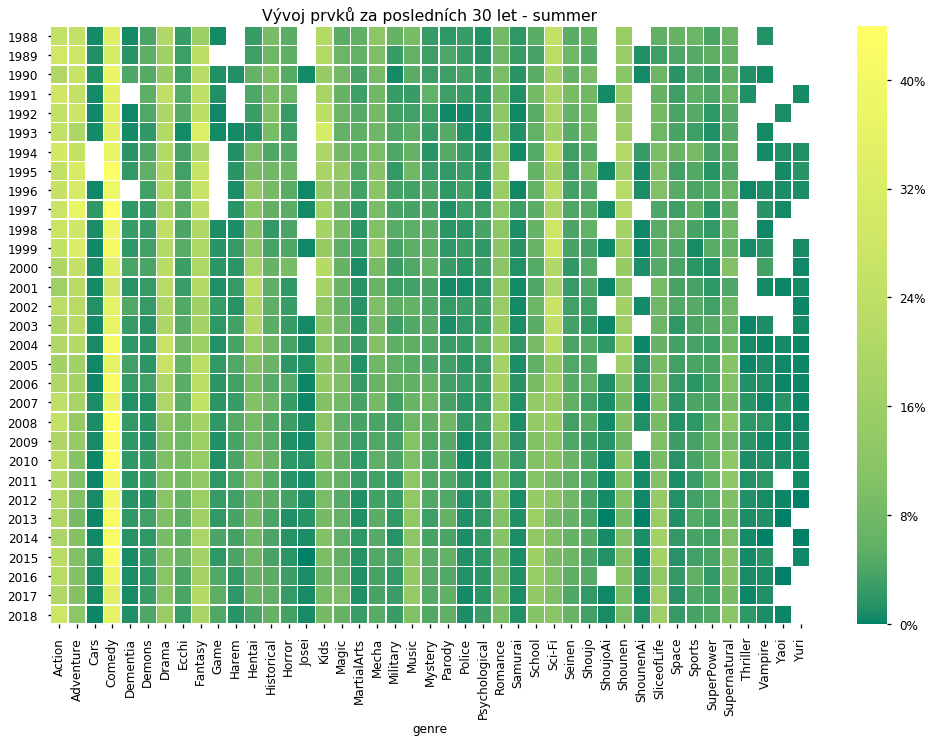 Vývoj prvků za posledních 30 let - summer
1988
1989
1990
1991
1992
1993
1994
1995
1996
1997
1998
1999
2000
2001
2002
2003
2004
2005
2006
2007
2008
2009
2010
2011
2012
2013
2014
2015
2016
2017
2018
40%
32%
24%
16%
8%
0%
Action
Adventure
Cars
Comedy
Dementia
Demons
Drama
Ecchi
Fantasy
Game
Harem
Hentai
Historical
Horror
Josei
Kids
Magic
MartialArts
Mecha
Military
Music
Mystery
Parody
Police
Psychological
Romance
Samurai
School
Sci-Fi
Seinen
Shoujo
ShoujoAi
Shounen
ShounenAi
SliceofLife
Space
Sports
SuperPower
Supernatural
Thriller
Vampire
Yaoi
Yuri
genre